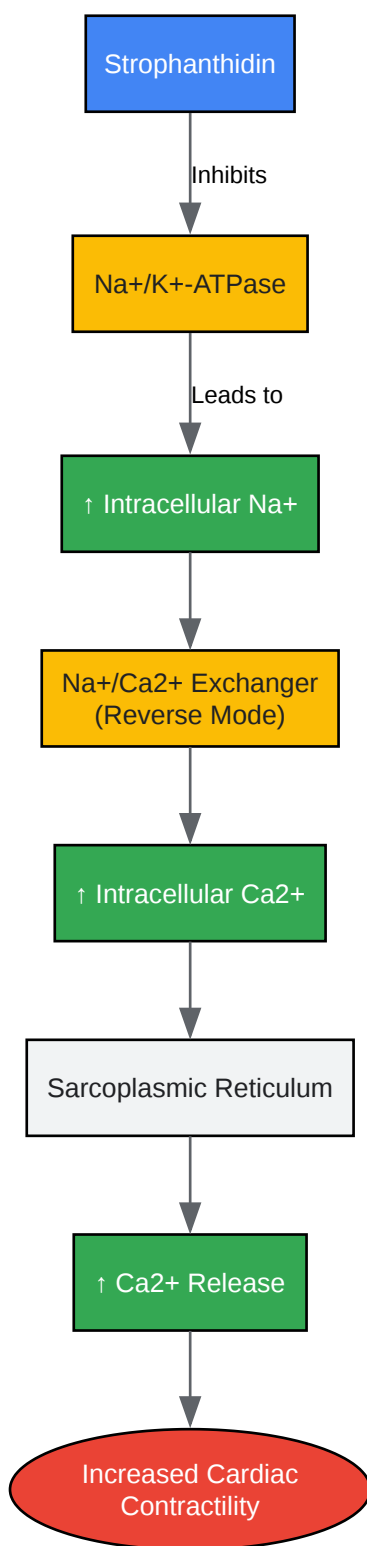 Strophanthidin
Inhibits
Na+/K+-ATPase
Leads to
↑ Intracellular Na+
Na+/Ca2+ Exchanger
(Reverse Mode)
↑ Intracellular Ca2+
Sarcoplasmic Reticulum
↑ Ca2+ Release
Increased Cardiac
Contractility